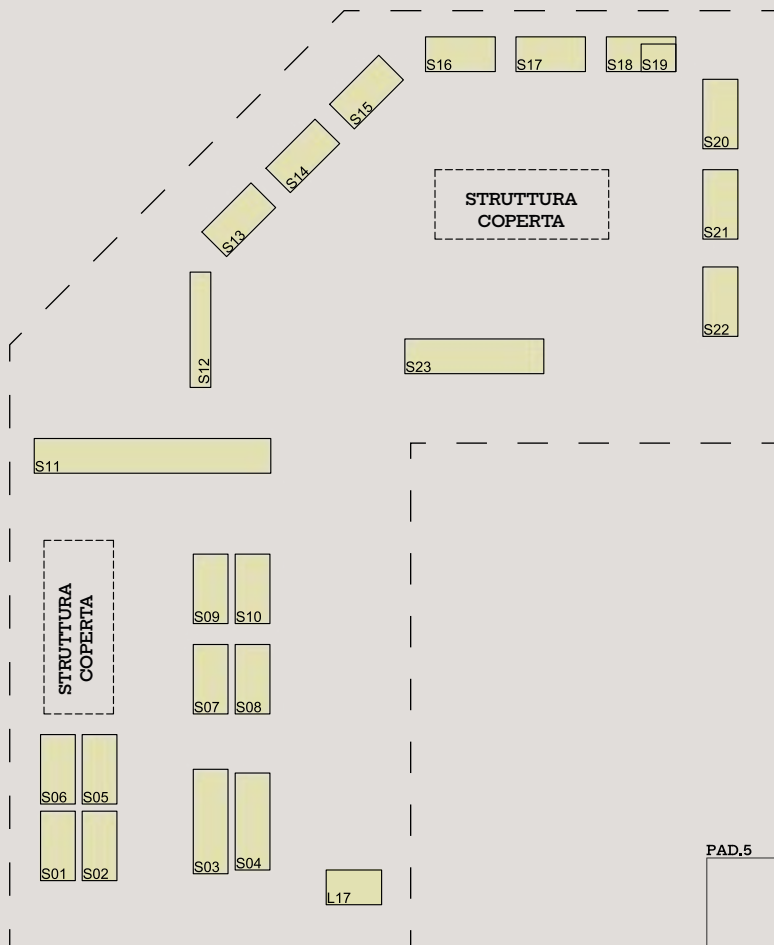 S16
S17
S18
S19
S15
S20
S14
STRUTTURA
COPERTA
S21
S13
S22
S12
S23
S11
STRUTTURA
COPERTA
S09
S10
S07
S08
S06
S05
S03
S04
S01
S02
L17
PAD.5